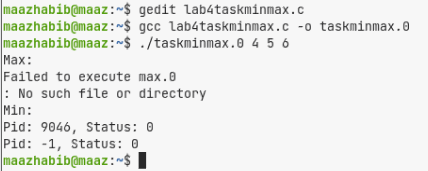 maazhabib@maaz:~$ gedit lab4taskminmax.c
maazhabib@maaz:~$ gcc lab4taskminmax.c -o taskminmax.0
maazhabib@maaz:~$ ./taskminmax.0 4 5 6
Max:
Failed to execute max.0
: No such file or directory
Min:
Pid: 9046, Status: 0
Pid: -1, Status: 0
maazhabib@maaz:~$